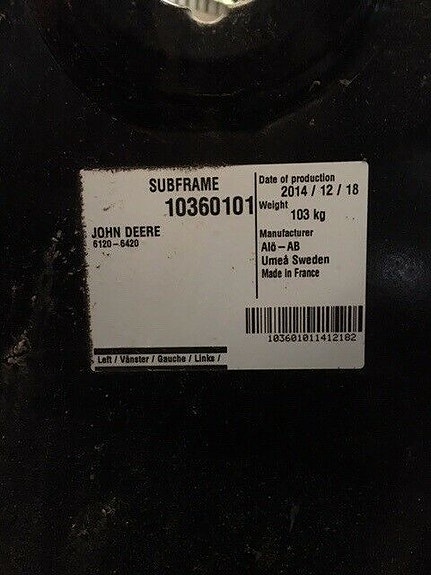 SUBFRAME
10360101
JOHN DEERE
6120-6420
Date of production
2014 / 12 / 18
Weight
103 kg
Manufacturer
Alö-AB
Umeå Sweden
Made in France
103601011412182
Left / Vänster / Gauche / Links /